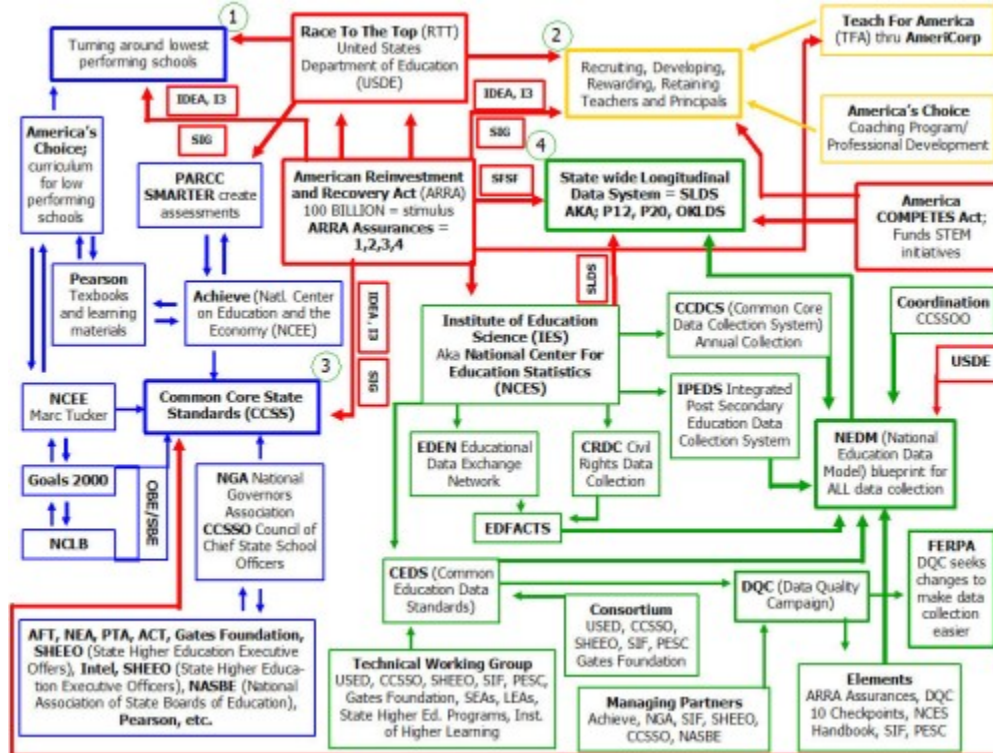 1
Turning around lowest
performing schools
Race To The Top (RTT)
United States
Department of Education
(USDE)
2
Recruiting, Developing,
Rewarding, Retaining
Teachers and Principals
Teach For America
(TFA) thru AmeriCorp
America's Choice
Coaching Program/
Professional Development
IDEA, I3
SIG
IDEA, I3
SIG
SFSF
America's
Choice;
curriculum
for low
performing
schools
PARCC
SMARTER create
assessments
American Reinvestment
and Recovery Act (ARRA)
100 BILLION = stimulus
ARRA Assurances =
1,2,3,4
4
State wide Longitudinal
Data System = SLDS
AKA; P12, P20, OKLDS
America
COMPETES Act;
Funds STEM
initiatives
Pearson
Texbooks
and learning
materials
Achieve (Natl. Center
on Education and the
Economy (NCEE)
IDEA, I3
SIG
SLDS
Institute of Education
Science (IES)
Aka National Center For
Education Statistics
(NCES)
CCDCS (Common Core
Data Collection System)
Annual Collection
Coordination
CCSSOO
USDE
NCEE
Marc Tucker
3
Common Core State
Standards (CCSS)
IPEDS Integrated
Post Secondary
Education Data
Collection System
NEDM (National
Education Data
Model) blueprint for
ALL data collection
Goals 2000
NCLB
OBE/SBE
NGA National
Governors
Association
CCSSO Council of
Chief State School
Officers
EDEN Educational
Data Exchange
Network
CRDC Civil
Rights Data
Collection
EDFACTS
CEDS (Common
Education Data
Standards)
DQC (Data Quality
Campaign)
FERPA
DQC seeks
changes to
make data
collection
easier
Consortium
USED, CCSSO,
SHEEO, SIF, PESC
Gates Foundation
AFT, NEA, PTA, ACT, Gates Foundation,
SHEEO (State Higher Education Executive
Offers), Intel, SHEEO (State Higher Educa-
tion Executive Officers), NASBE (National
Association of State Boards of Education),
Pearson, etc.
Technical Working Group
USED, CCSSO, SHEEO, SIF, PESC,
Gates Foundation, SEAs, LEAs,
State Higher Ed. Programs, Inst.
of Higher Learning
Managing Partners
Achieve, NGA, SIF, SHEEO,
CCSSO, NASBE
Elements
ARRA Assurances, DQC
10 Checkpoints, NCES
Handbook, SIF, PESC